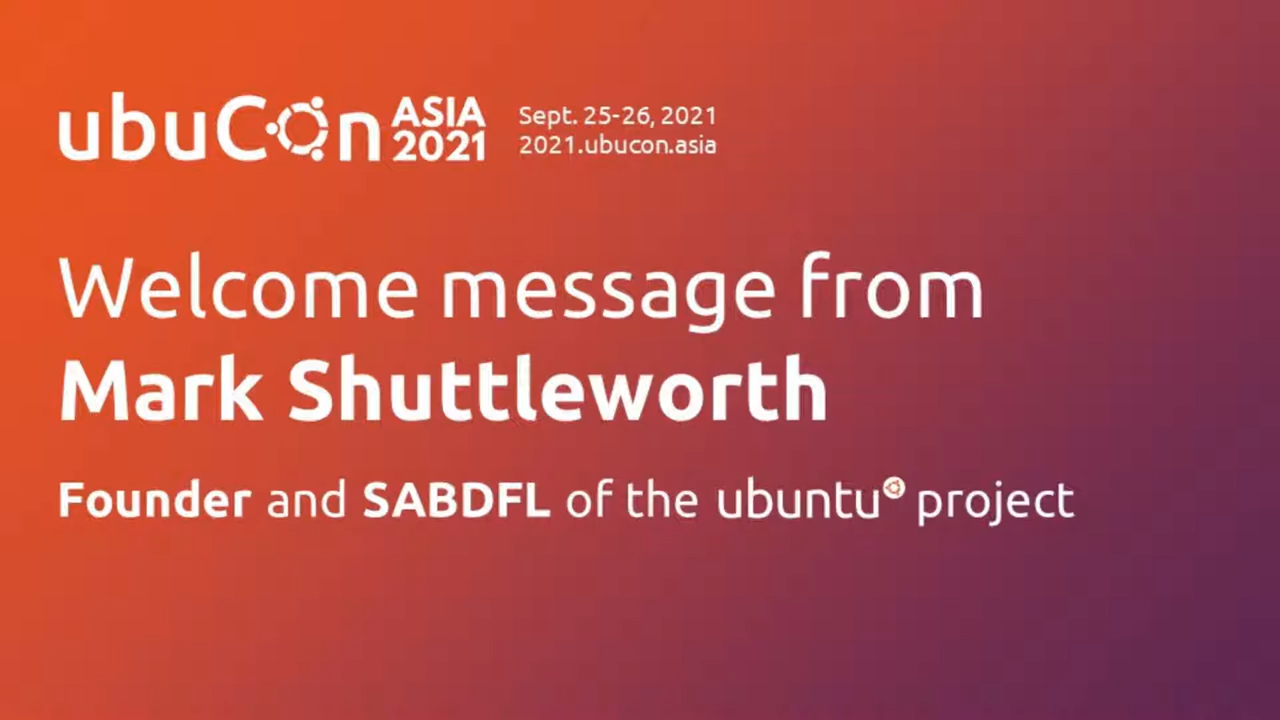 ubuCon ASIA 2021
Sept. 25-26, 2021
2021.ubucon.asia
Welcome message from
Mark Shuttleworth
Founder and SABDFL of the ubuntu project